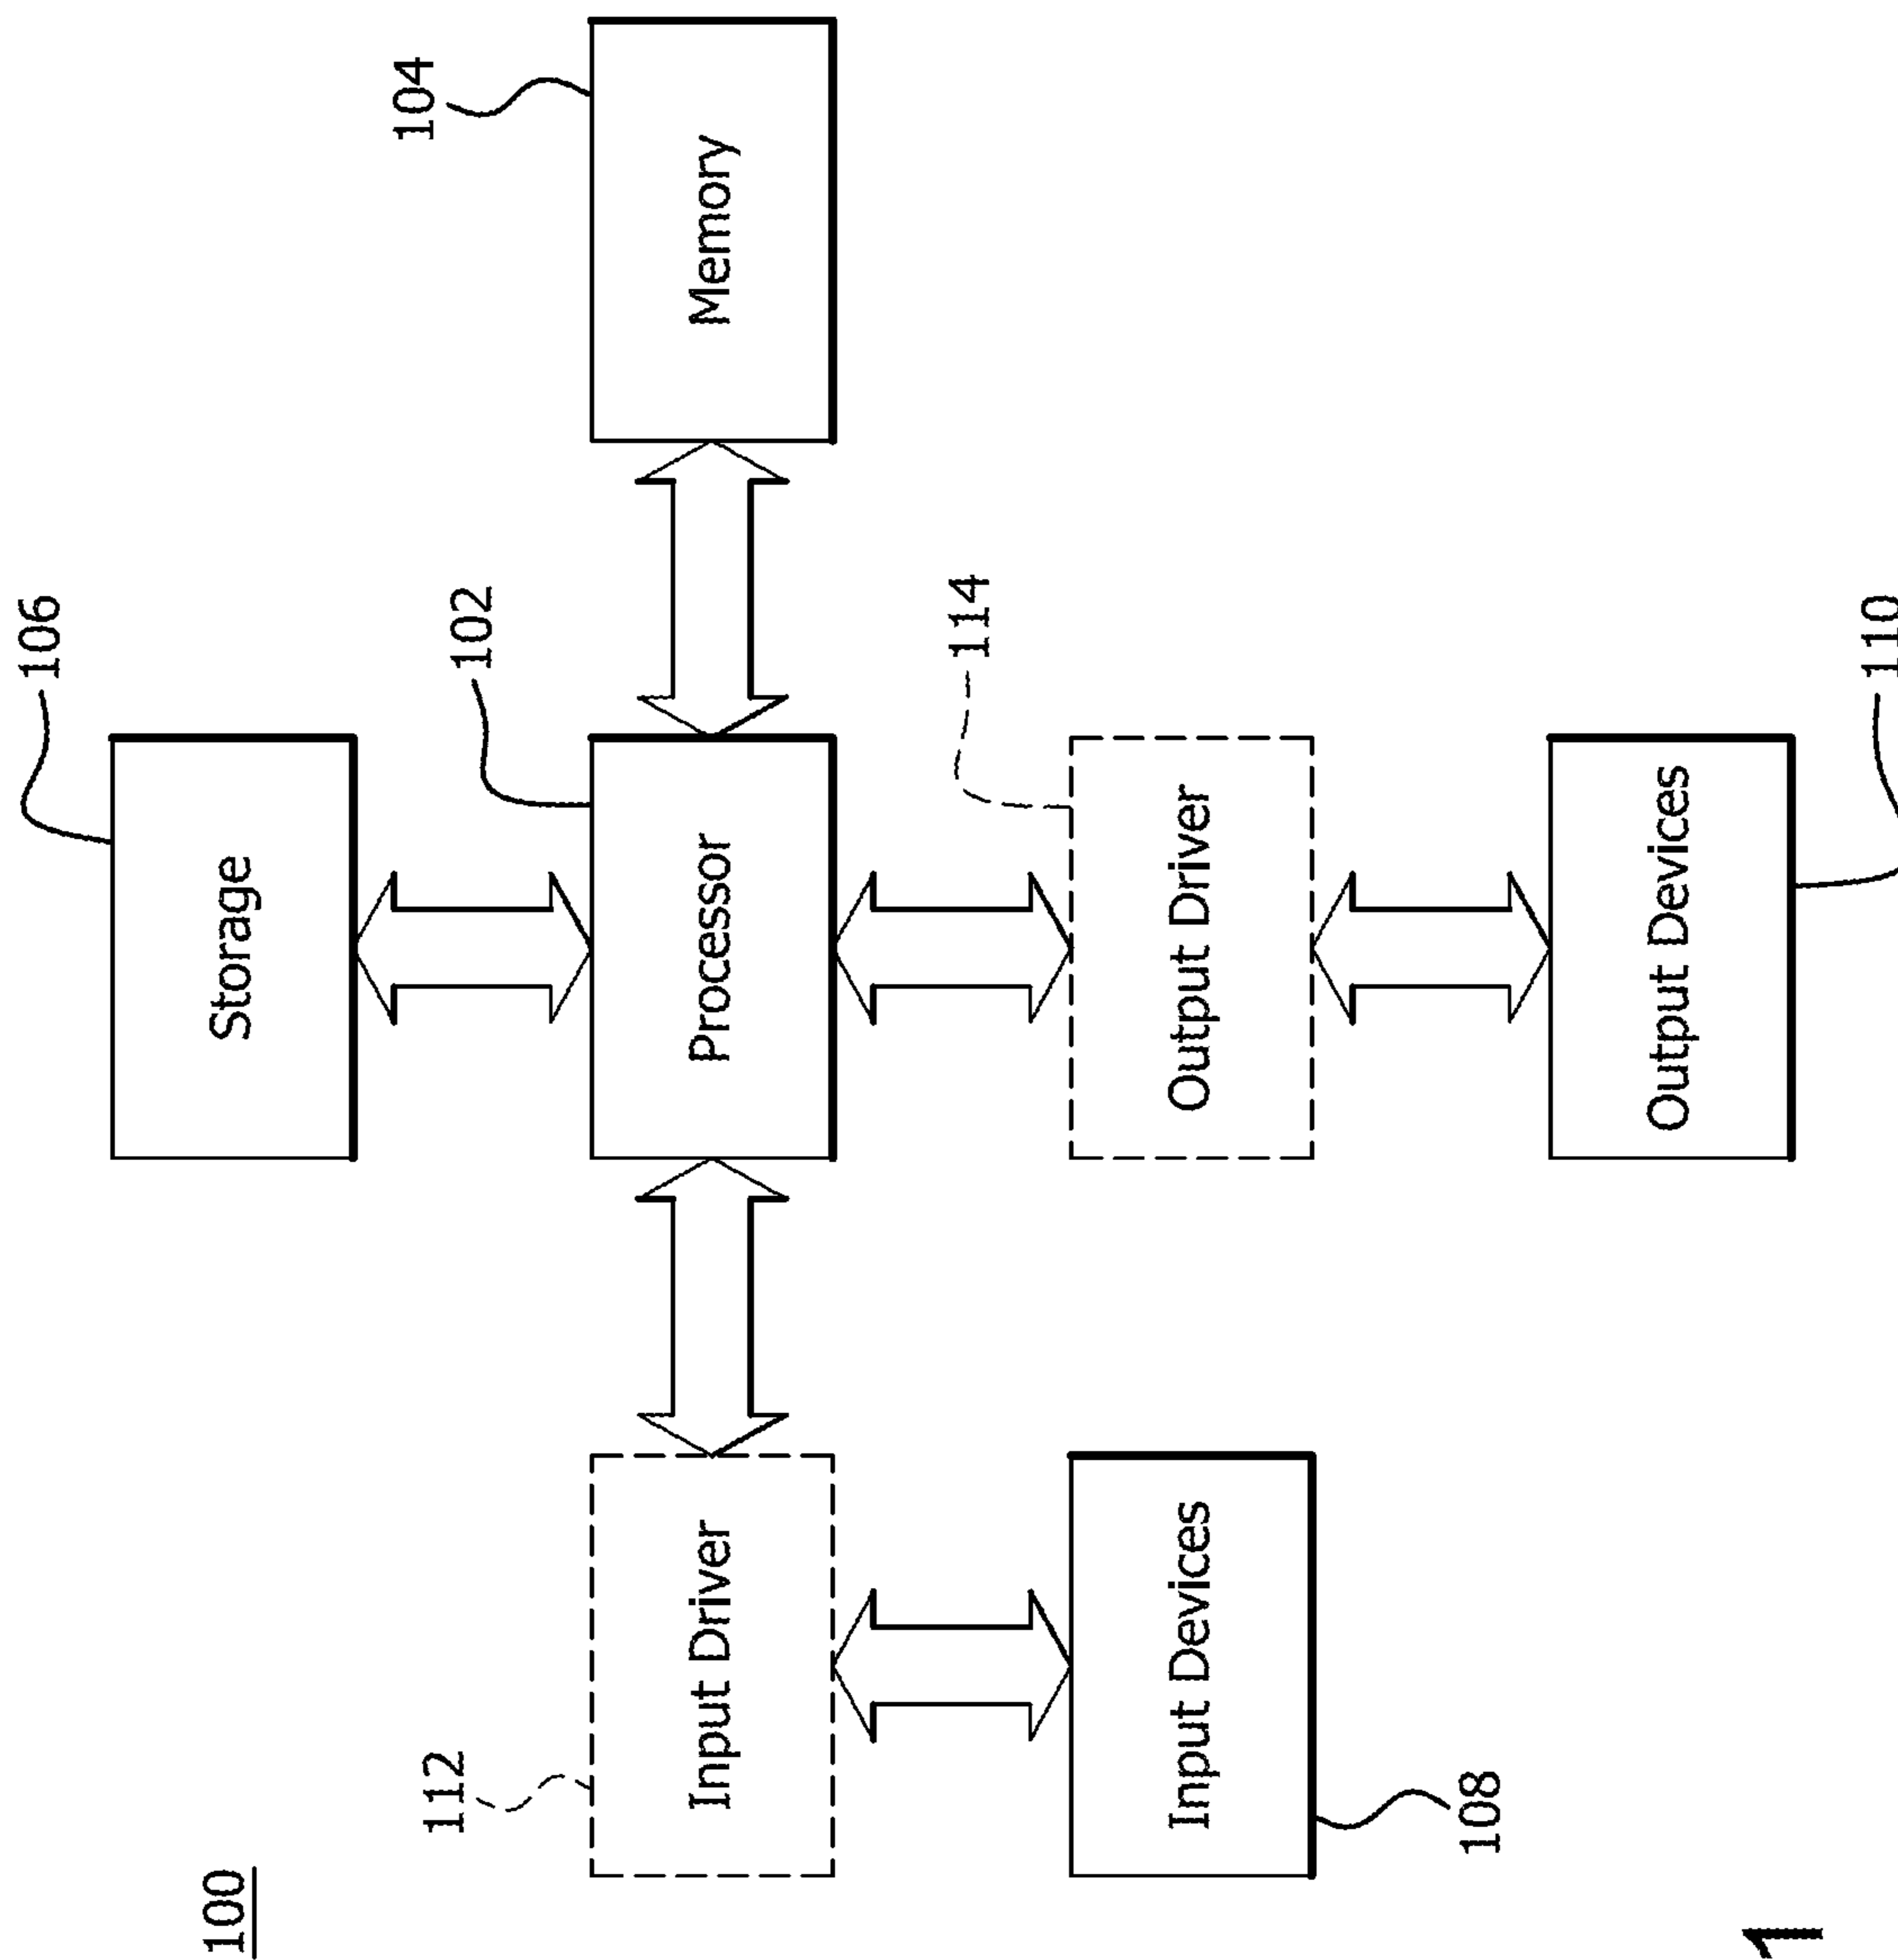 100
106
Storage
112
102
104
Input Driver
Processor
Memory
114
Input Devices
Output Driver
108
Output Devices
110
1